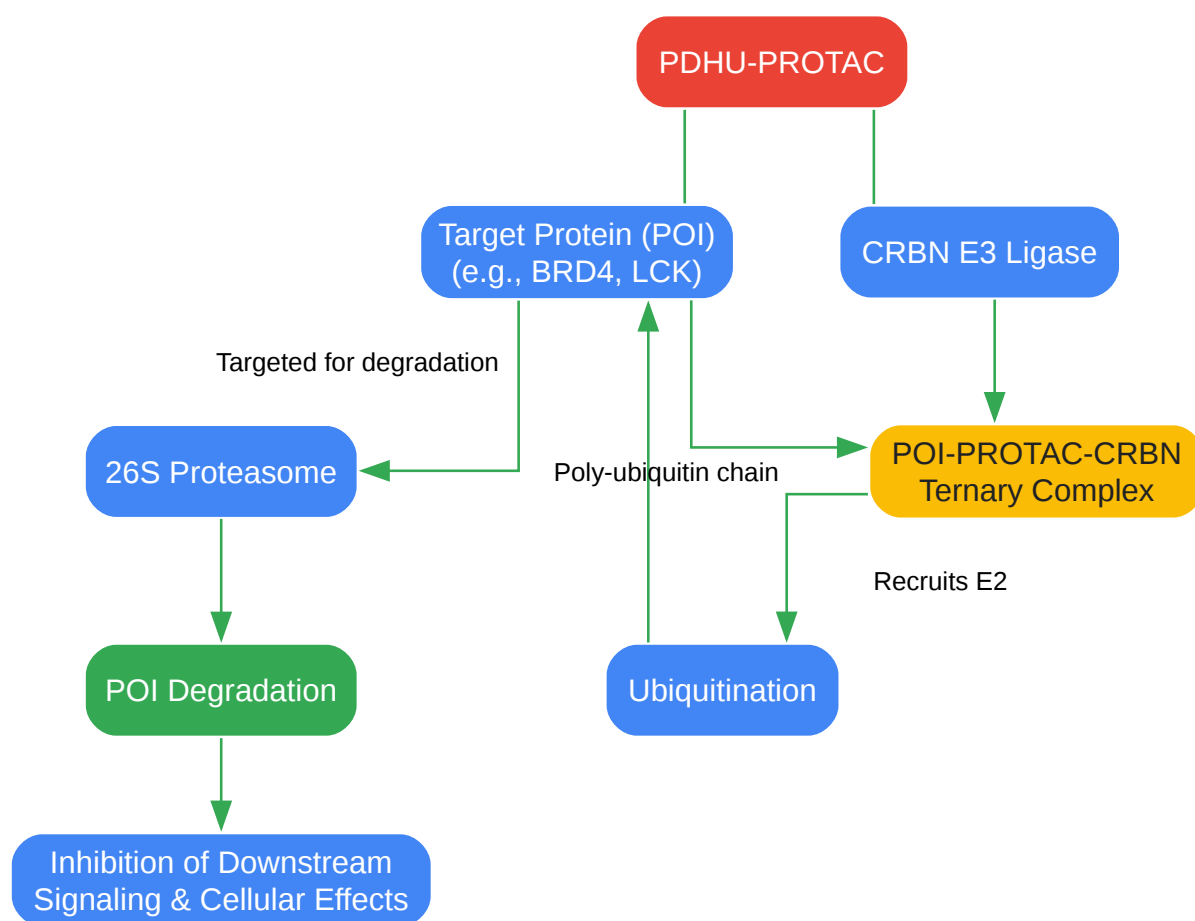 PDHU-PROTAC
Target Protein (POI)
(e.g., BRD4, LCK)
CRBN E3 Ligase
Targeted for degradation
26S Proteasome
Poly-ubiquitin chain
POI-PROTAC-CRBN
Ternary Complex
Recruits E2
POI Degradation
Ubiquitination
Inhibition of Downstream
Signaling & Cellular Effects